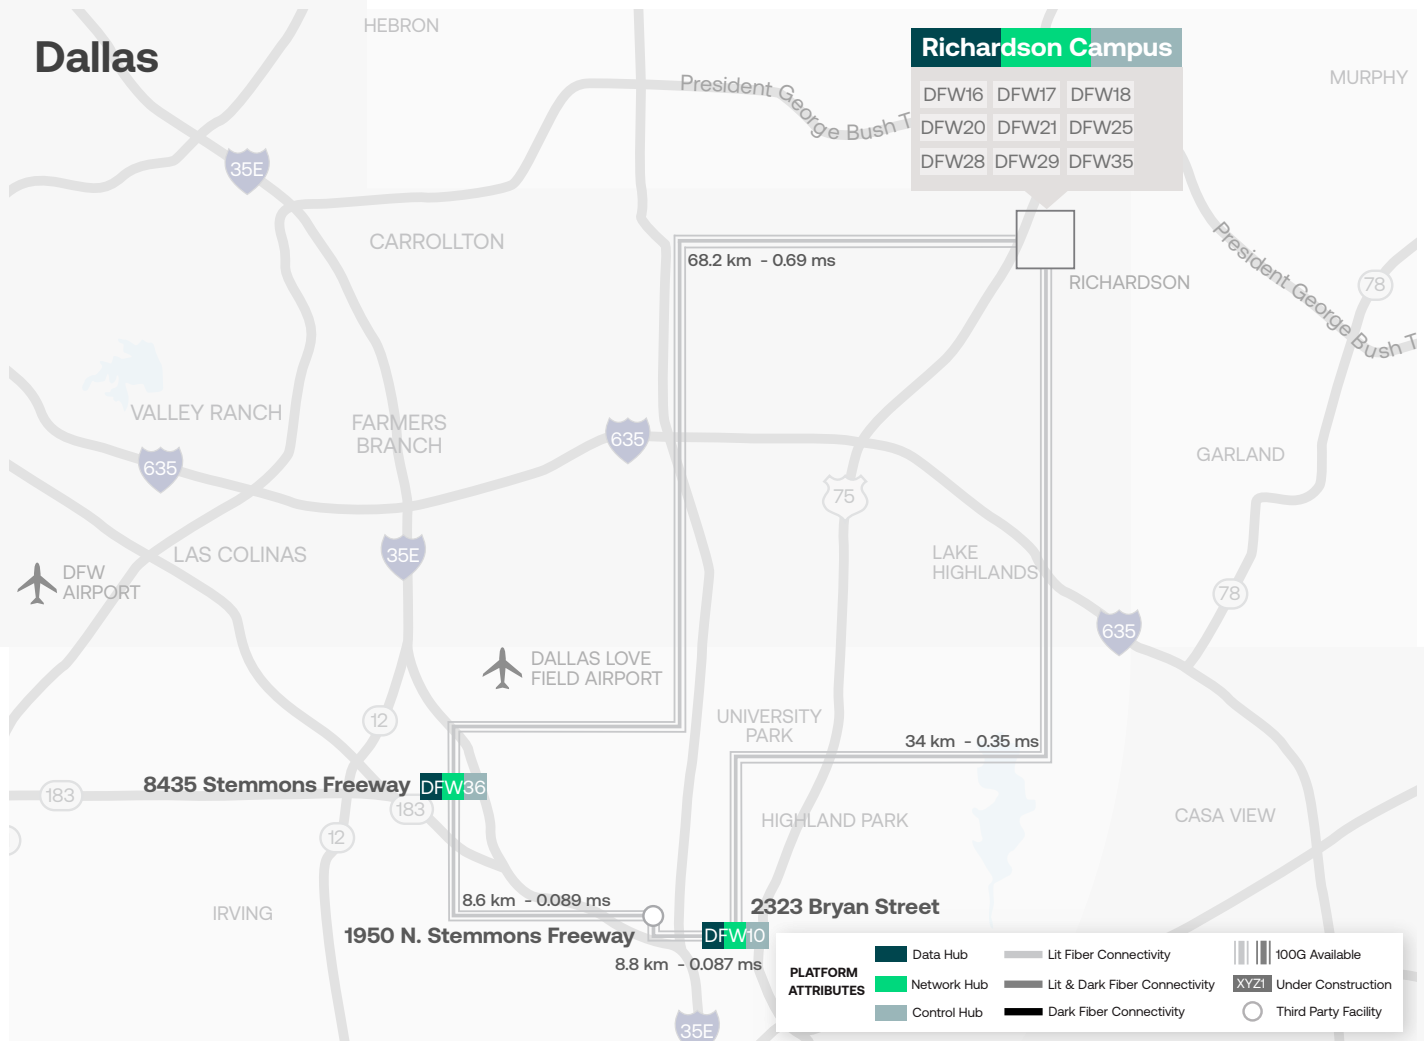 Dallas
HEBRON
Richardson Campus
DFW16 DFW17 DFW18
DFW20 DFW21 DFW25
DFW28 DFW29 DFW35
MURPHY
President George Bush T
35E
CARROLLTON
68.2 km - 0.69 ms
RICHARDSON
President George Bush T
78
VALLEY RANCH
FARMERS
BRANCH
635
635
75
GARLAND
LAS COLINAS
35E
LAKE
HIGHLANDS
DFW
AIRPORT
78
635
DALLAS LOVE
FIELD AIRPORT
12
UNIVERSITY
PARK
34 km - 0.35 ms
8435 Stemmons Freeway
DFW36
183
183
12
HIGHLAND PARK
CASA VIEW
IRVING
8.6 km - 0.089 ms
2323 Bryan Street
1950 N. Stemmons Freeway
DFW10
8.8 km - 0.087 ms
35E
PLATFORM
ATTRIBUTES
Data Hub
Network Hub
Control Hub
Lit Fiber Connectivity
Lit & Dark Fiber Connectivity
Dark Fiber Connectivity
100G Available
XYZ1 Under Construction
Third Party Facility